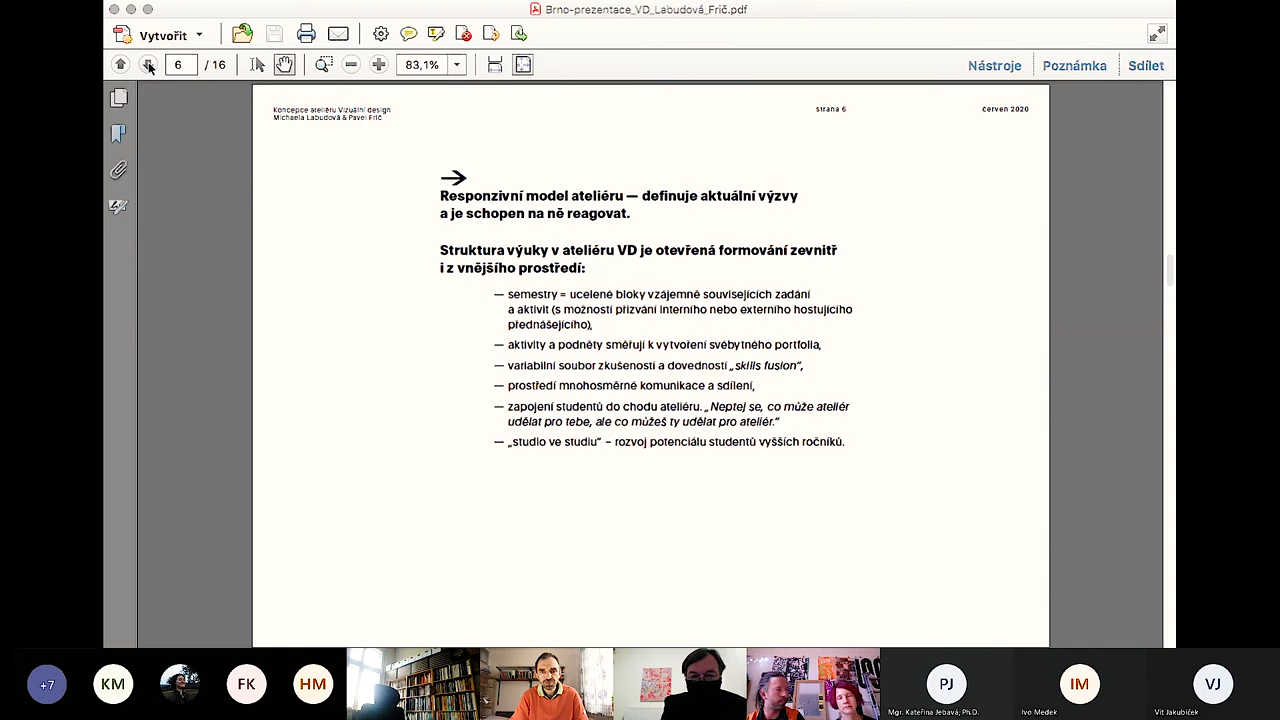 Brno-prezentace_VD_Labudová_Frič.pdf
Vytvořit
6 / 16
83,1%
Nástroje
Poznámka
Sdílet
Koncepce ateliéru Vizuální design
Michaela Labudová & Pavel Frič
strana 6
červen 2020
Responzivní model ateliéru — definuje aktuální výzvy
a je schopen na ně reagovat.
Struktura výuky v ateliéru VD je otevřená formování zevnitř
i z vnějšího prostředí:
— semestry = ucelené bloky vzájemně souvisejících zadání
a aktivit (s možností přizvání interního nebo externího hostujícího
přednášejícího),
— aktivity a podněty směřují k vytvoření svébytného portfolia,
— variabilní soubor zkušeností a dovedností „skills fusion“,
— prostředí mnohosměrné komunikace a sdílení,
— zapojení studentů do chodu ateliéru. „Neptej se, co může ateliér
udělat pro tebe, ale co můžeš ty udělat pro ateliér.“
— „studio ve studiu“ – rozvoj potenciálu studentů vyšších ročníků.
+7
KM
FK
HM
PJ
IM
VJ
Mgr. Kateřina Jebavá, Ph.D.
Ivo Medek
Vít Jakubíček